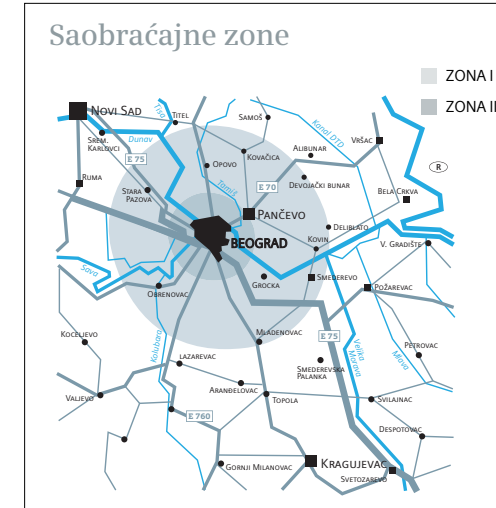 Saobraćajne zone
ZONA I
ZONA II
NOVI SAD
Tisa
TITEL
SAMOŠ
Kanal DTD
SREM.
KARLOVCI
Dunav
VRŠAC
E 75
OPOVO
KOVAČICA
ALIBUNAR
R
RUMA
STARA
PAZOVA
Tamiš
E 70
DEVOJAČKI BUNAR
BELA CRKVA
PANČEVO
DELIBLATO
BEOGRAD
KOVIN
V. GRADIŠTE
Sava
GROCKA
SMEDEREVO
OBRENOVAC
POŽAREVAC
KOCELJEVO
Kolubara
MLADENOVAC
E 75
Velika
Morava
Mlava
PETROVAC
LAZAREVAC
SMEDEREVSKA
PALANKA
ARANĐELOVAC
VALJEVO
TOPOLA
SVILAJNAC
E 760
DESPOTOVAC
GORNJI MILANOVAC
KRAGUJEVAC
SVETOZAREVO